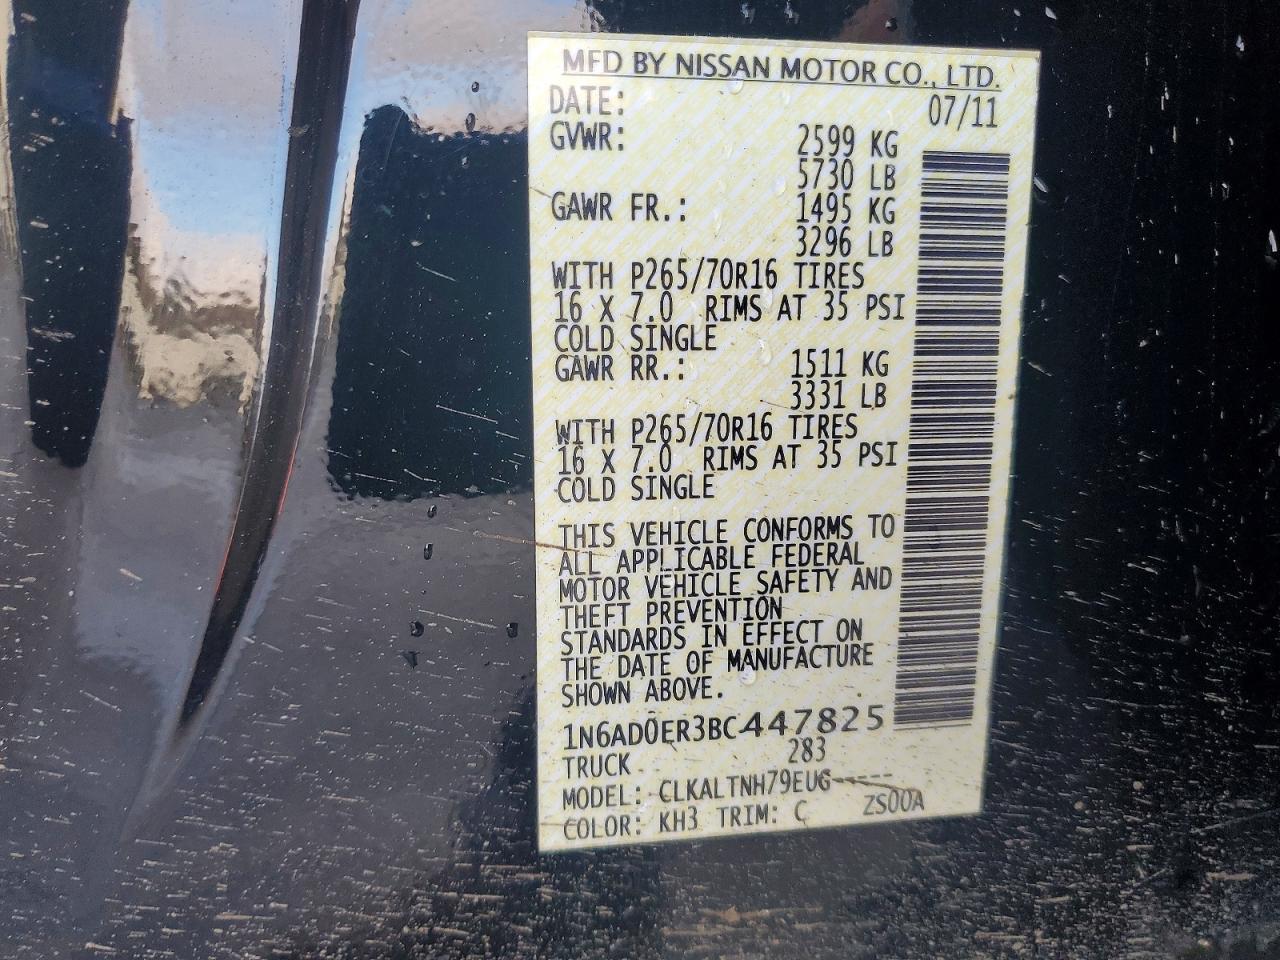 MFD BY NISSAN MOTOR CO., LTD.
DATE: 07/11
GVWR: 2599 KG
5730 LB
GAWR FR.: 1495 KG
3296 LB
WITH P265/70R16 TIRES
16 X 7.0 RIMS AT 35 PSI
COLD SINGLE
GAWR RR.: 1511 KG
3331 LB
WITH P265/70R16 TIRES
16 X 7.0 RIMS AT 35 PSI
COLD SINGLE
THIS VEHICLE CONFORMS TO
ALL APPLICABLE FEDERAL
MOTOR VEHICLE SAFETY AND
THEFT PREVENTION
STANDARDS IN EFFECT ON
THE DATE OF MANUFACTURE
SHOWN ABOVE.
1N6AD0ER3BC447825
TRUCK 283
MODEL: CLKALTNH79EUG-----
COLOR: KH3 TRIM: C ZS00A